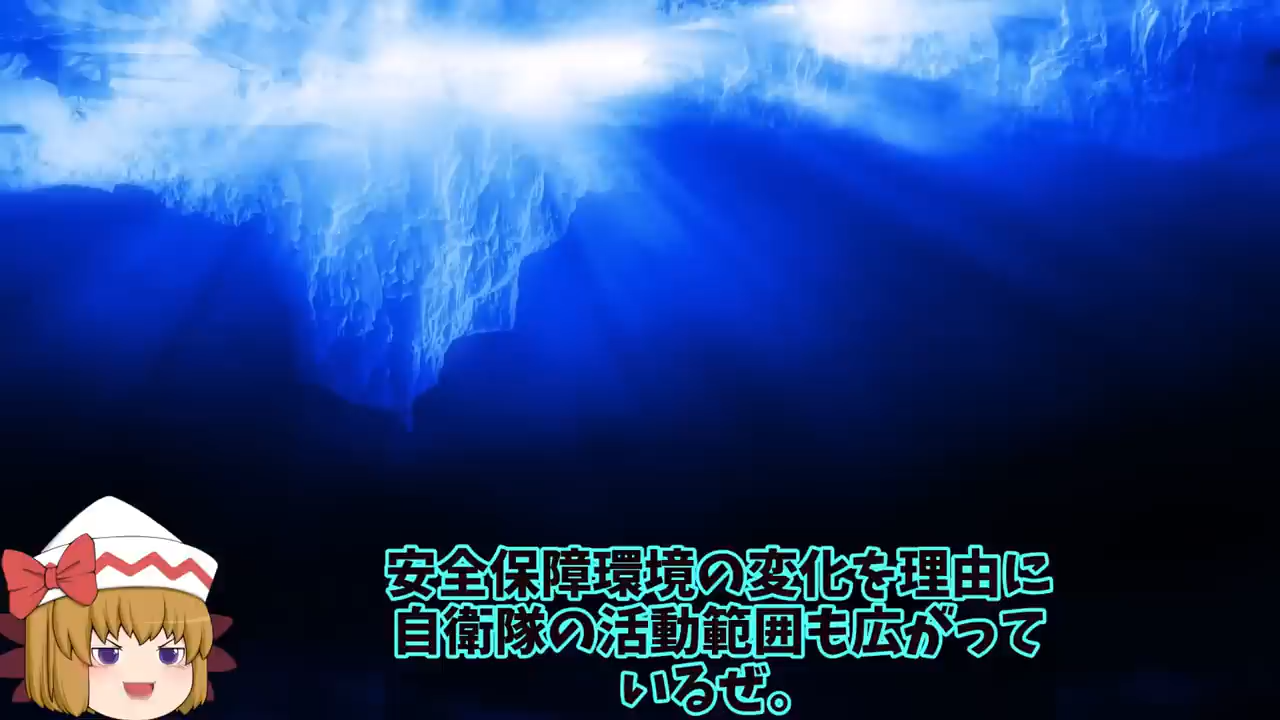 安全保障環境の変化を理由に
自衛隊の活動範囲も広がって
いるぜ。